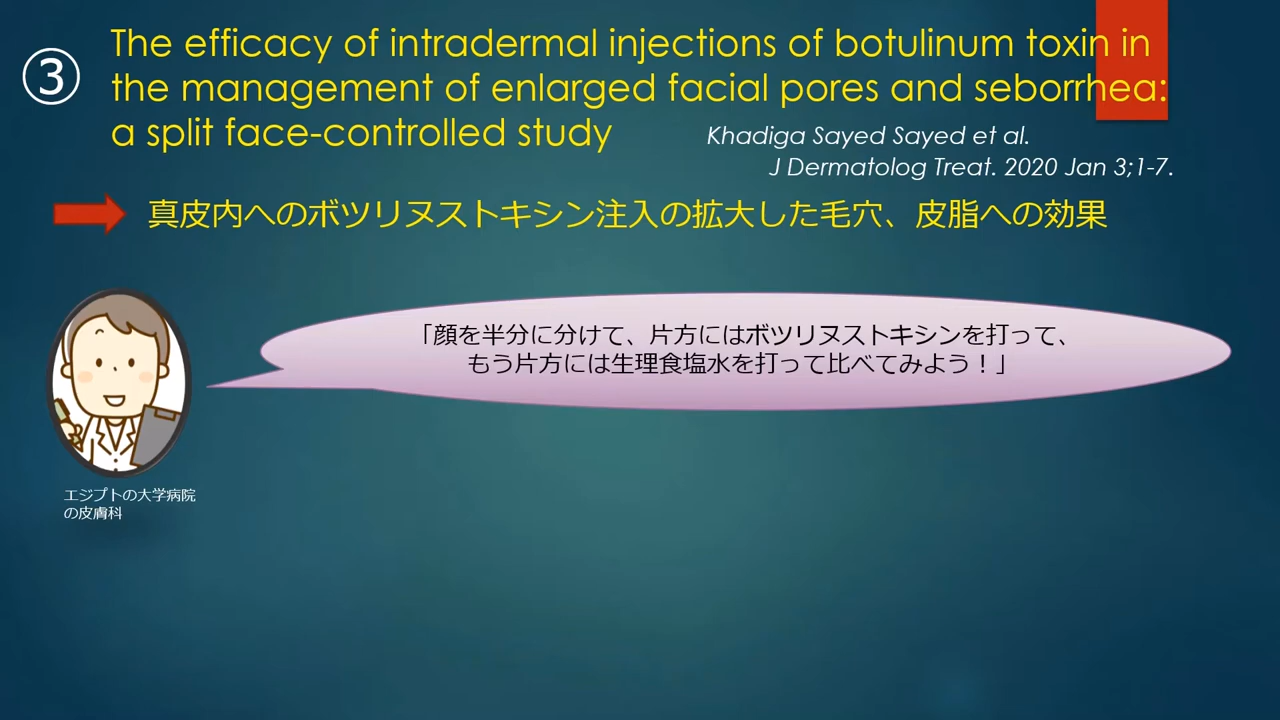 ③
The efficacy of intradermal injections of botulinum toxin in
the management of enlarged facial pores and seborrhea:
a split face-controlled study
Khadiga Sayed Sayed et al.
J Dermatolog Treat. 2020 Jan 3;1-7.
真皮内へのボツリヌストキシン注入の拡大した毛穴、皮脂への効果
「顔を半分に分けて、片方にはボツリヌストキシンを打って、
もう片方には生理食塩水を打って比べてみよう！」
エジプトの大学病院
の皮膚科